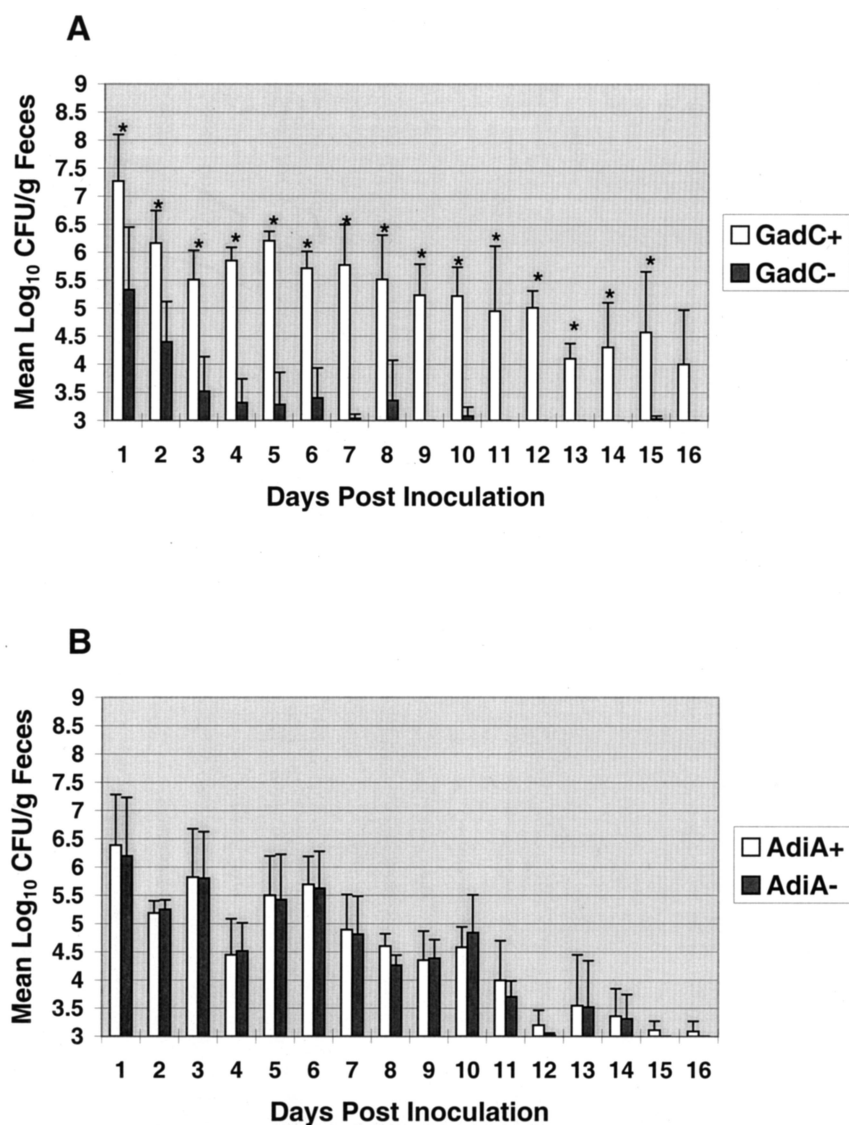 A
9
8.5
8
7.5
7
6.5
6
5.5
5
4.5
4
3.5
3
Mean Log10 CFU/g Feces
* * * * * * * * * * * * * * *
1 2 3 4 5 6 7 8 9 10 11 12 13 14 15 16
Days Post Inoculation
GadC+
GadC-
B
9
8.5
8
7.5
7
6.5
6
5.5
5
4.5
4
3.5
3
Mean Log10 CFU/g Feces
1 2 3 4 5 6 7 8 9 10 11 12 13 14 15 16
Days Post Inoculation
AdiA+
AdiA-